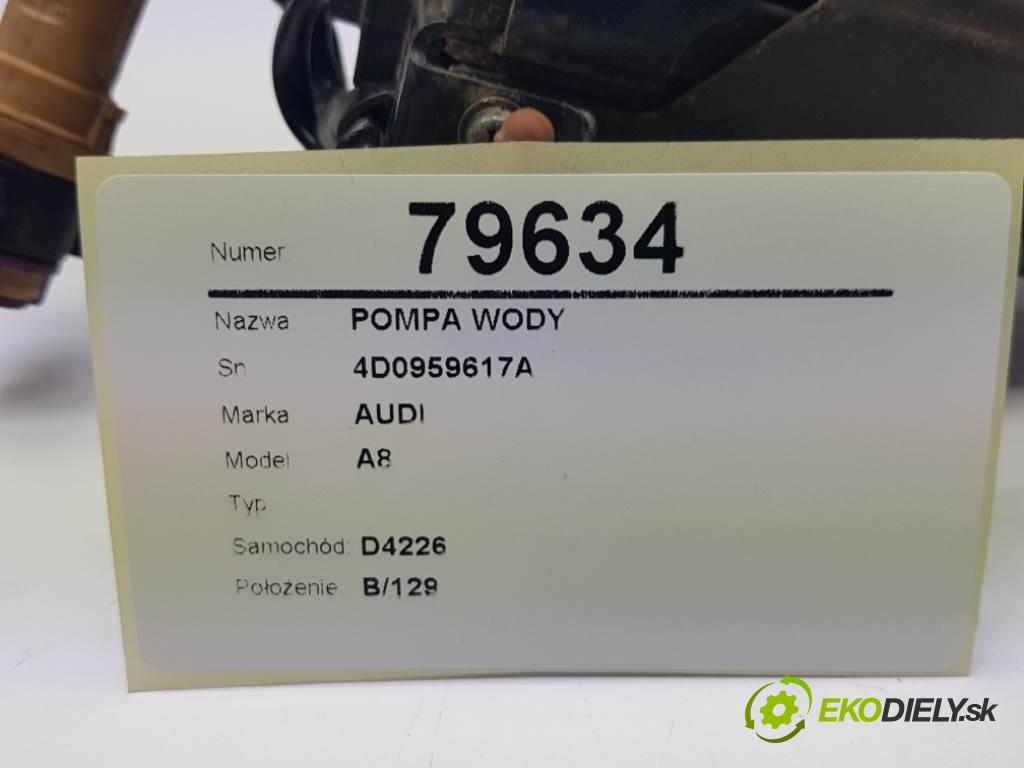 Numer: 79634
Nazwa: POMPA WODY
Sn 4D0959617A
Marka AUDI
Model A8
Typ
Samochód: D4226
Położenie B/129
EKODIELY.sk